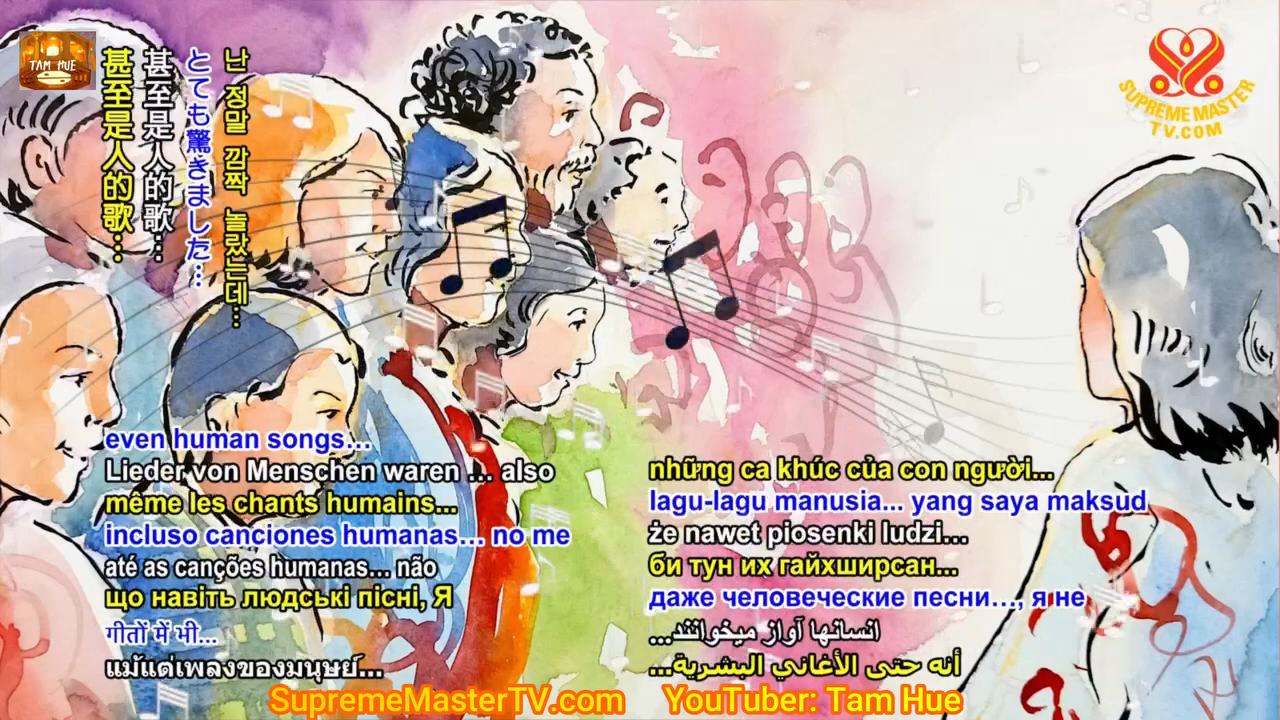 TAM HUE
甚至是人的歌…
甚至是人的歌…
とても驚きました…
난 정말 깜짝 놀랐는데…
SUPREME MASTER
TV.COM
even human songs…
Lieder von Menschen waren … also
même les chants humains...
incluso canciones humanas… no me
até as canções humanas... não
що навіть людські пісні, Я
गीतों में भी...
แม้แต่เพลงของมนุษย์...
những ca khúc của con người...
lagu-lagu manusia... yang saya maksud
że nawet piosenki ludzi…
би тун их гайхширсан...
даже человеческие песни…, я не
انسانها آواز میخوانند...
أنه حتى الأغاني البشرية...
SupremeMasterTV.com YouTuber: Tam Hue